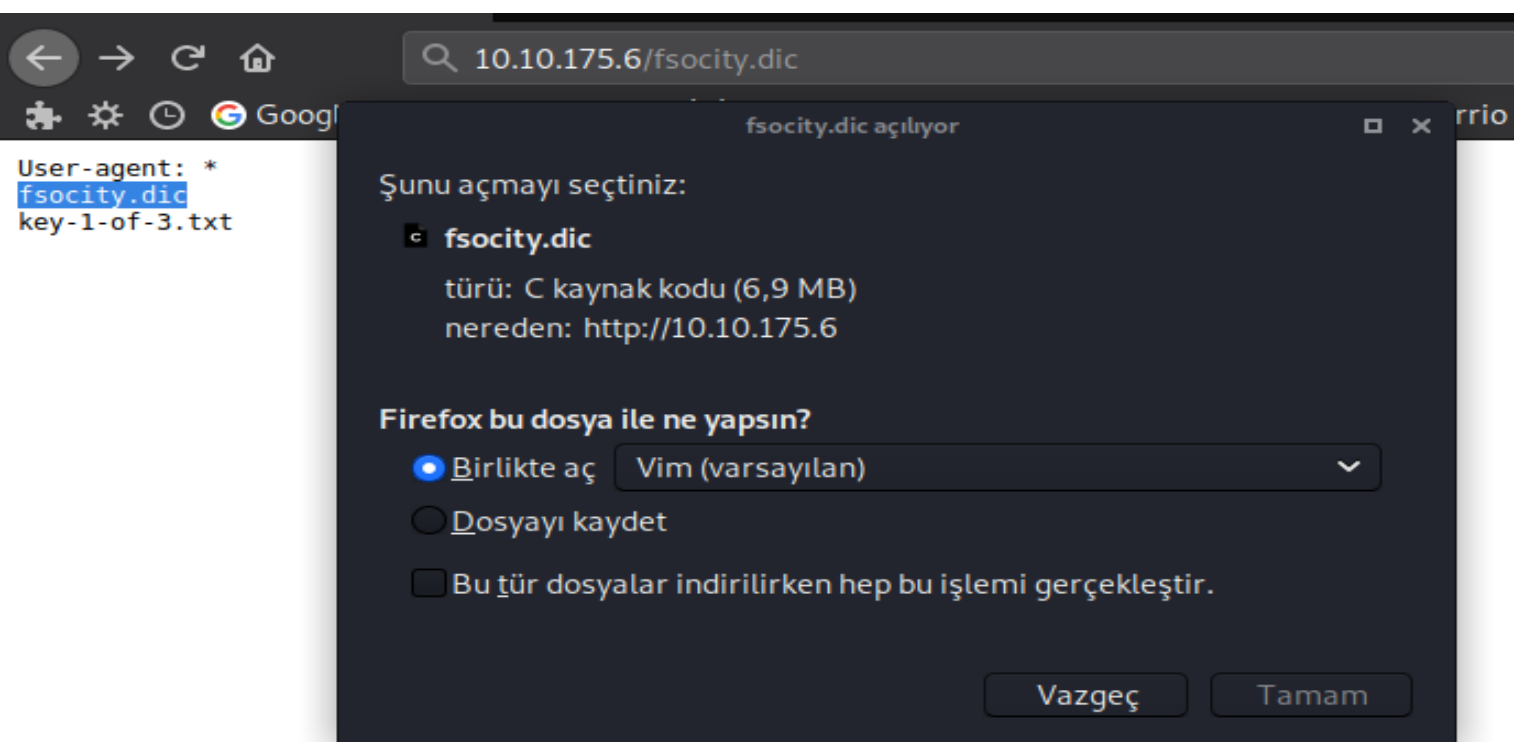 10.10.175.6/fsocity.dic
Googl
rrio
User-agent: *
fsocity.dic
key-1-of-3.txt
fsocity.dic açılıyor
Şunu açmayı seçtiniz:
fsocity.dic
türü: C kaynak kodu (6,9 MB)
nereden: http://10.10.175.6
Firefox bu dosya ile ne yapsın?
Birlikte aç Vim (varsayılan)
Dosyayı kaydet
Bu tür dosyalar indirilirken hep bu işlemi gerçekleştir.
Vazgeç Tamam